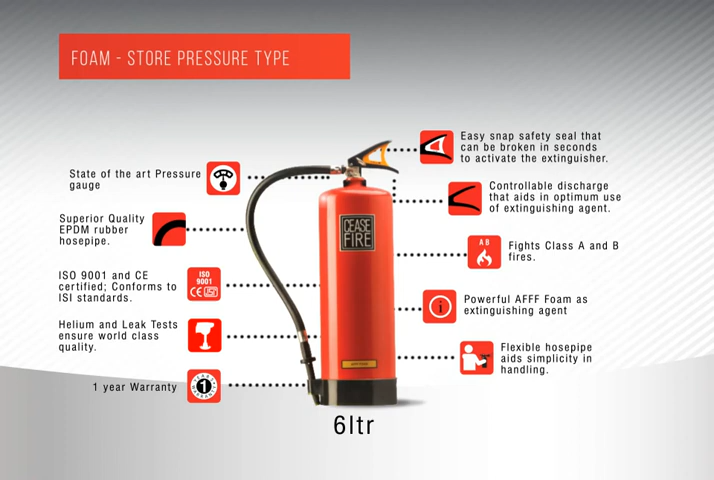 FOAM - STORE PRESSURE TYPE
State of the art Pressure
gauge
Superior Quality
EPDM rubber
hosepipe.
ISO 9001 and CE
certified; Conforms to
ISI standards.
ISO
9001
CE
Helium and Leak Tests
ensure world class
quality.
1 year Warranty
1
CEASE
FIRE
Easy snap safety seal that
can be broken in seconds
to activate the extinguisher.
Controllable discharge
that aids in optimum use
of extinguishing agent.
A B
Fights Class A and B
fires.
i
Powerful AFFF Foam as
extinguishing agent
Flexible hosepipe
aids simplicity in
handling.
6ltr